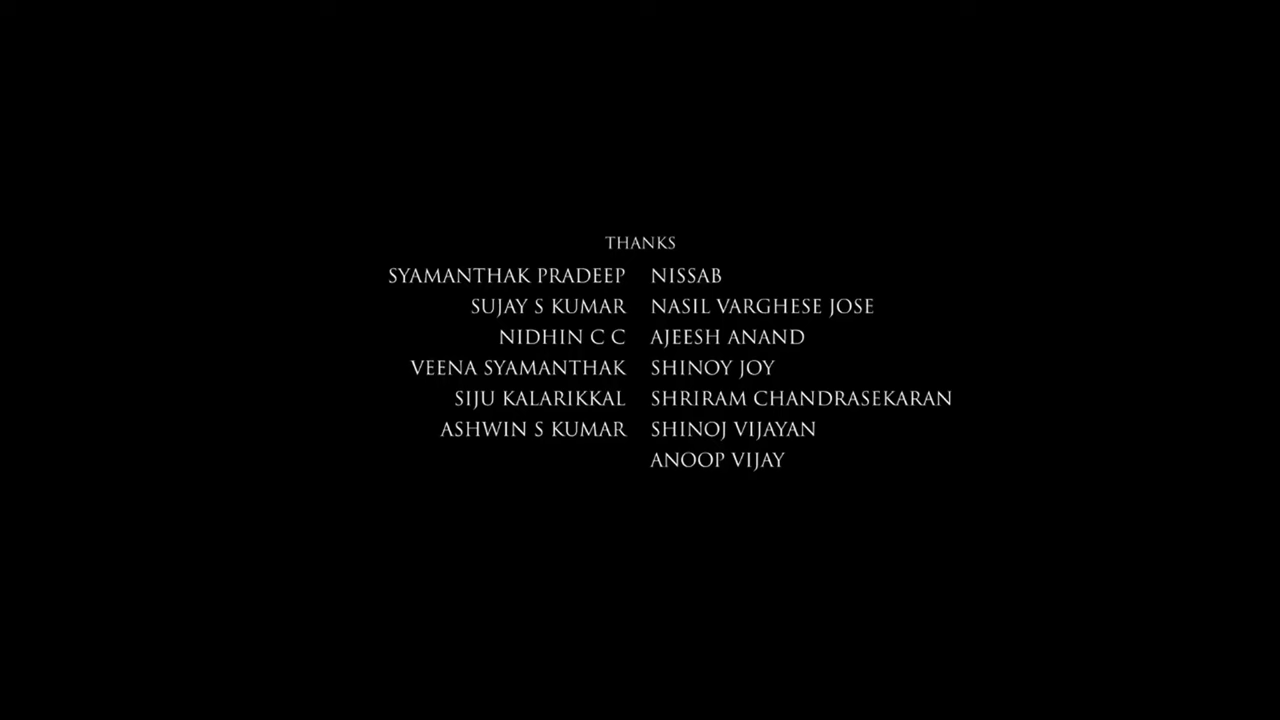 THANKS
SYAMANTHAK PRADEEP NISSAB
SUJAY S KUMAR NASIL VARGHESE JOSE
NIDHIN C C AJEESH ANAND
VEENA SYAMANTHAK SHINOY JOY
SIJU KALARIKKAL SHRIRAM CHANDRASEKARAN
ASHWIN S KUMAR SHINOJ VIJAYAN
ANOOP VIJAY